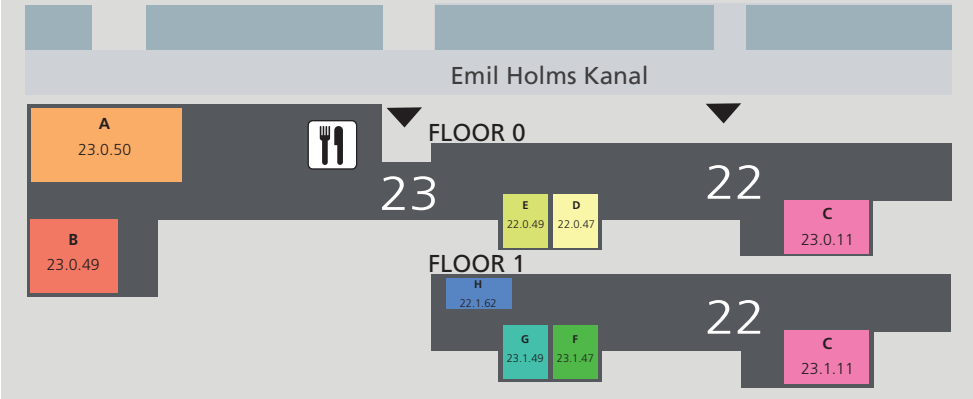 Emil Holms Kanal
A
23.0.50
B
23.0.49
FLOOR 0
23
22
E
22.0.49
D
22.0.47
C
23.0.11
FLOOR 1
H
22.1.62
22
G
23.1.49
F
23.1.47
C
23.1.11